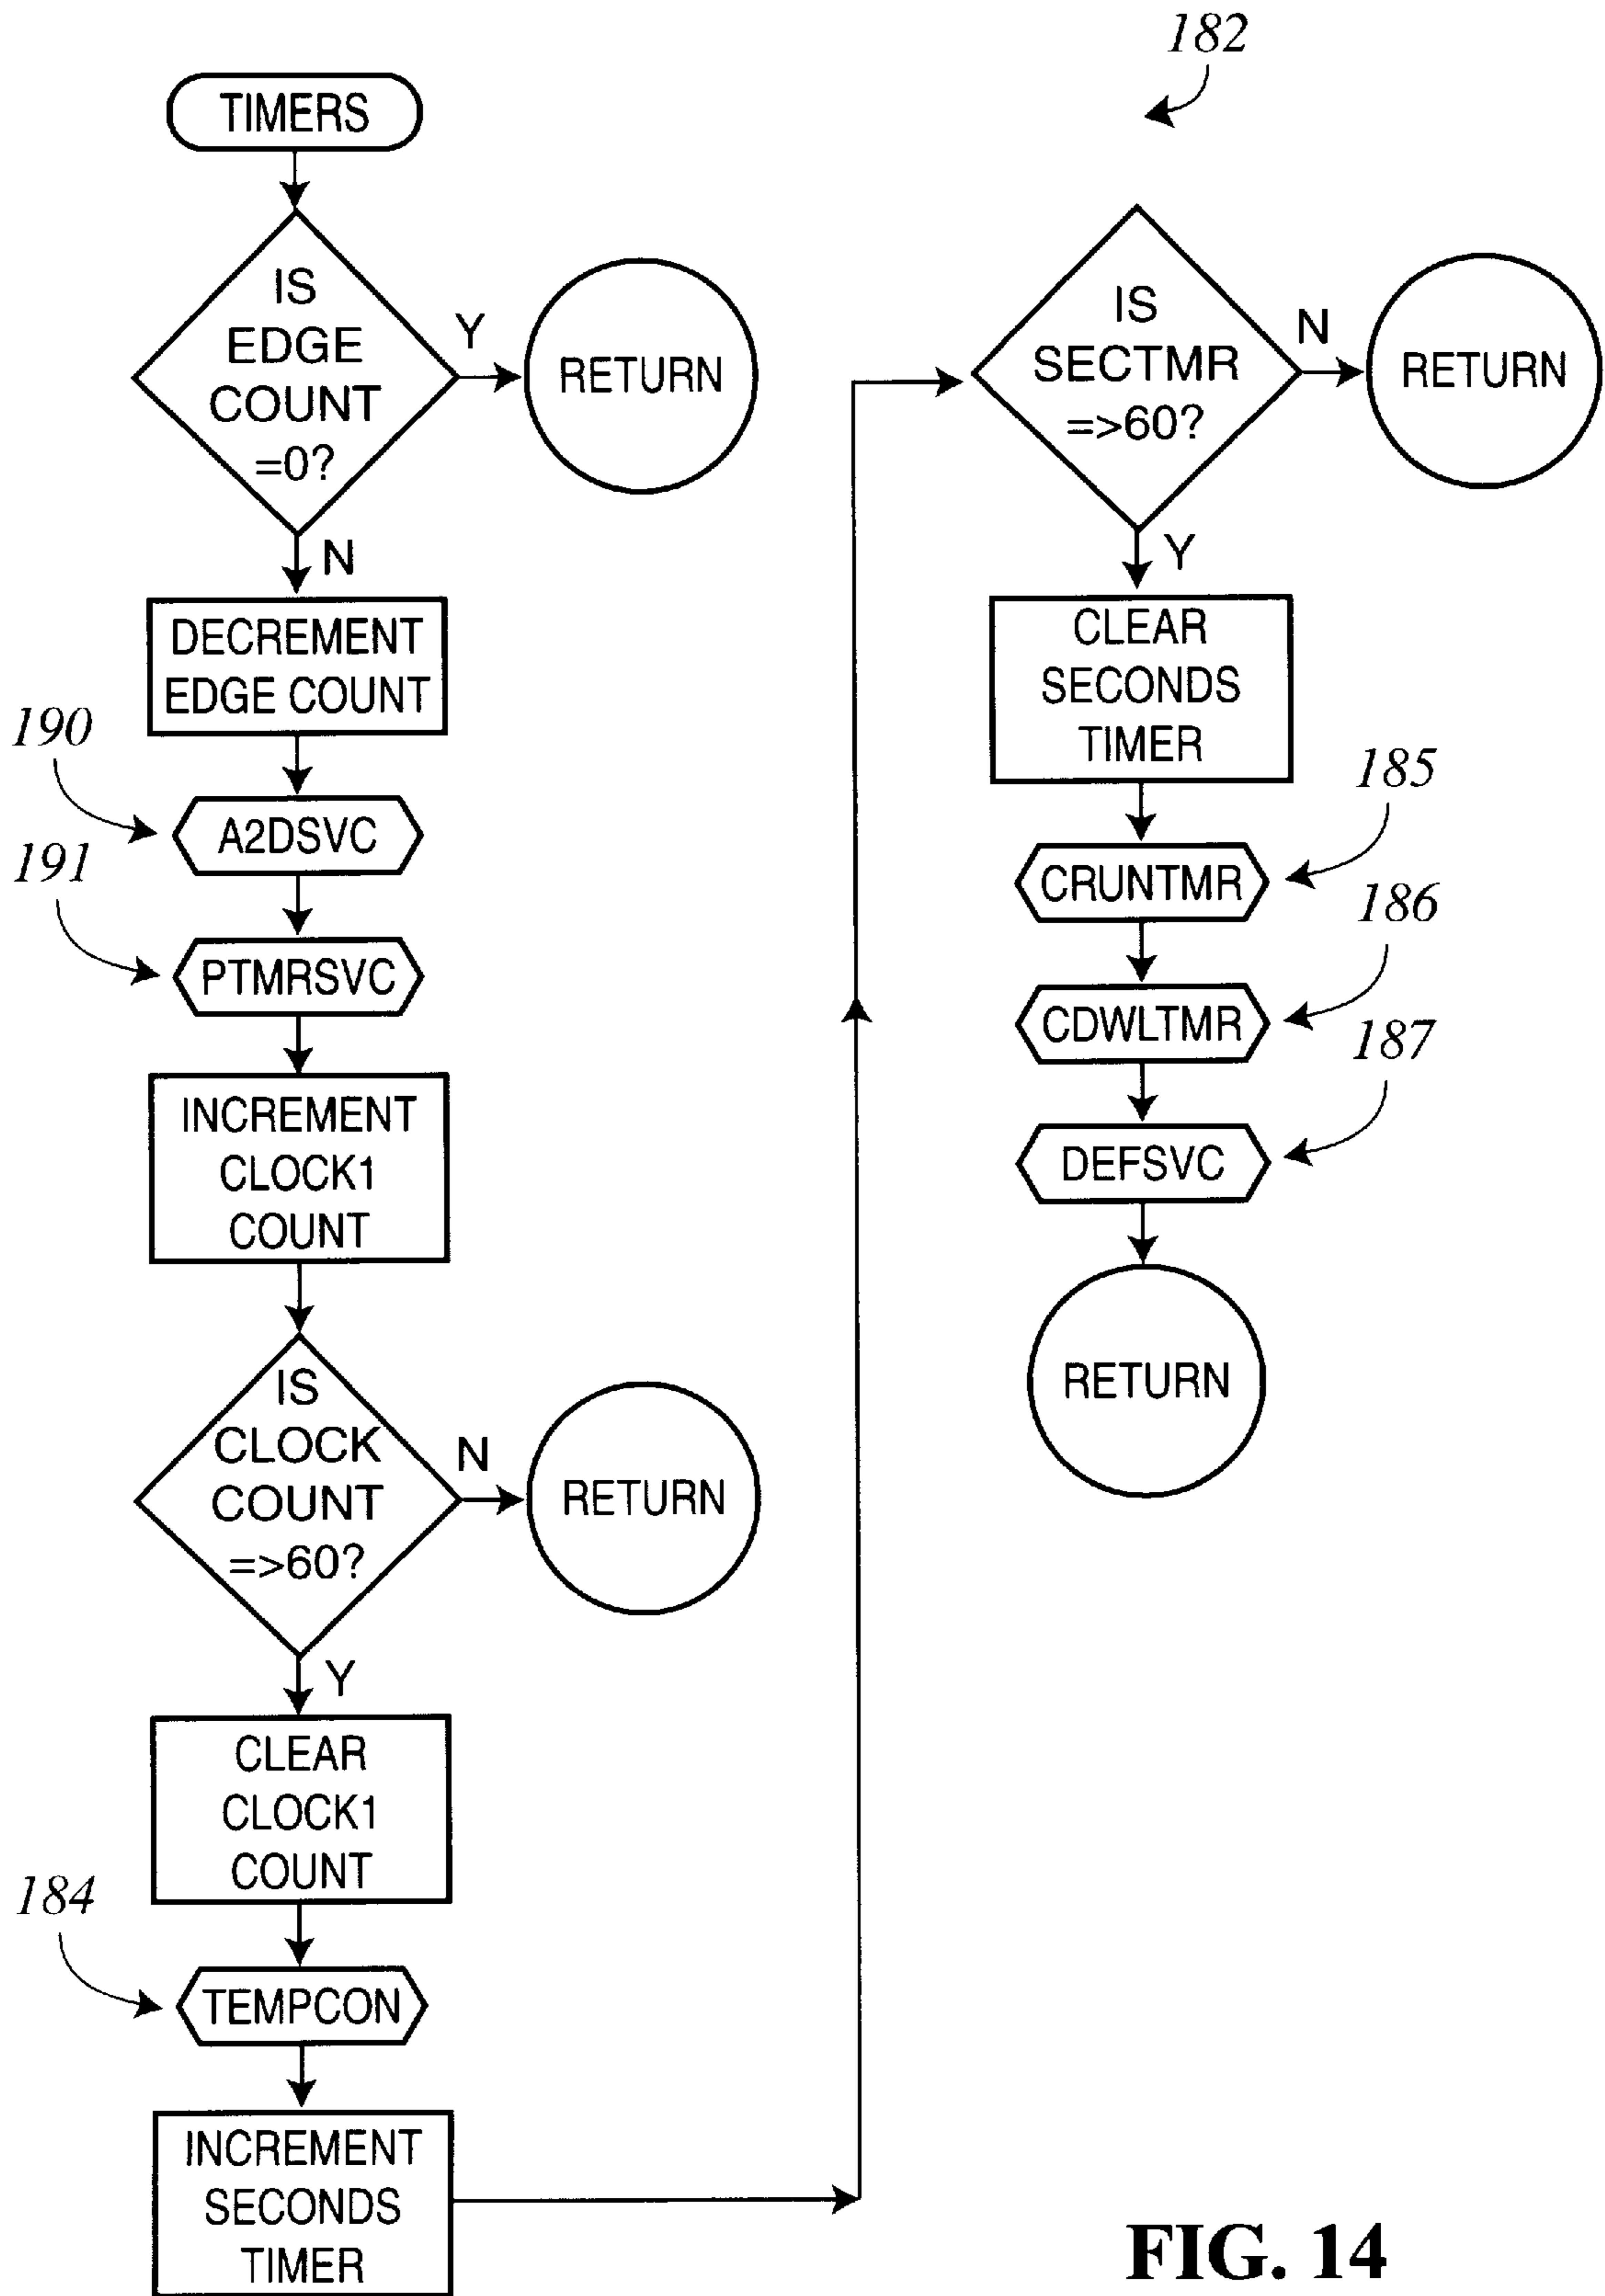 182
TIMERS
IS
EDGE
COUNT
=0?
Y
RETURN
N
DECREMENT
EDGE COUNT
190
A2DSVC
191
PTMRSVC
INCREMENT
CLOCK1
COUNT
IS
CLOCK
COUNT
=>60?
N
RETURN
Y
CLEAR
CLOCK1
COUNT
184
TEMPCON
INCREMENT
SECONDS
TIMER
IS
SECTMR
=>60?
N
RETURN
Y
CLEAR
SECONDS
TIMER
185
CRUNTMR
186
CDWLTMR
187
DEFSVC
RETURN
FIG. 14